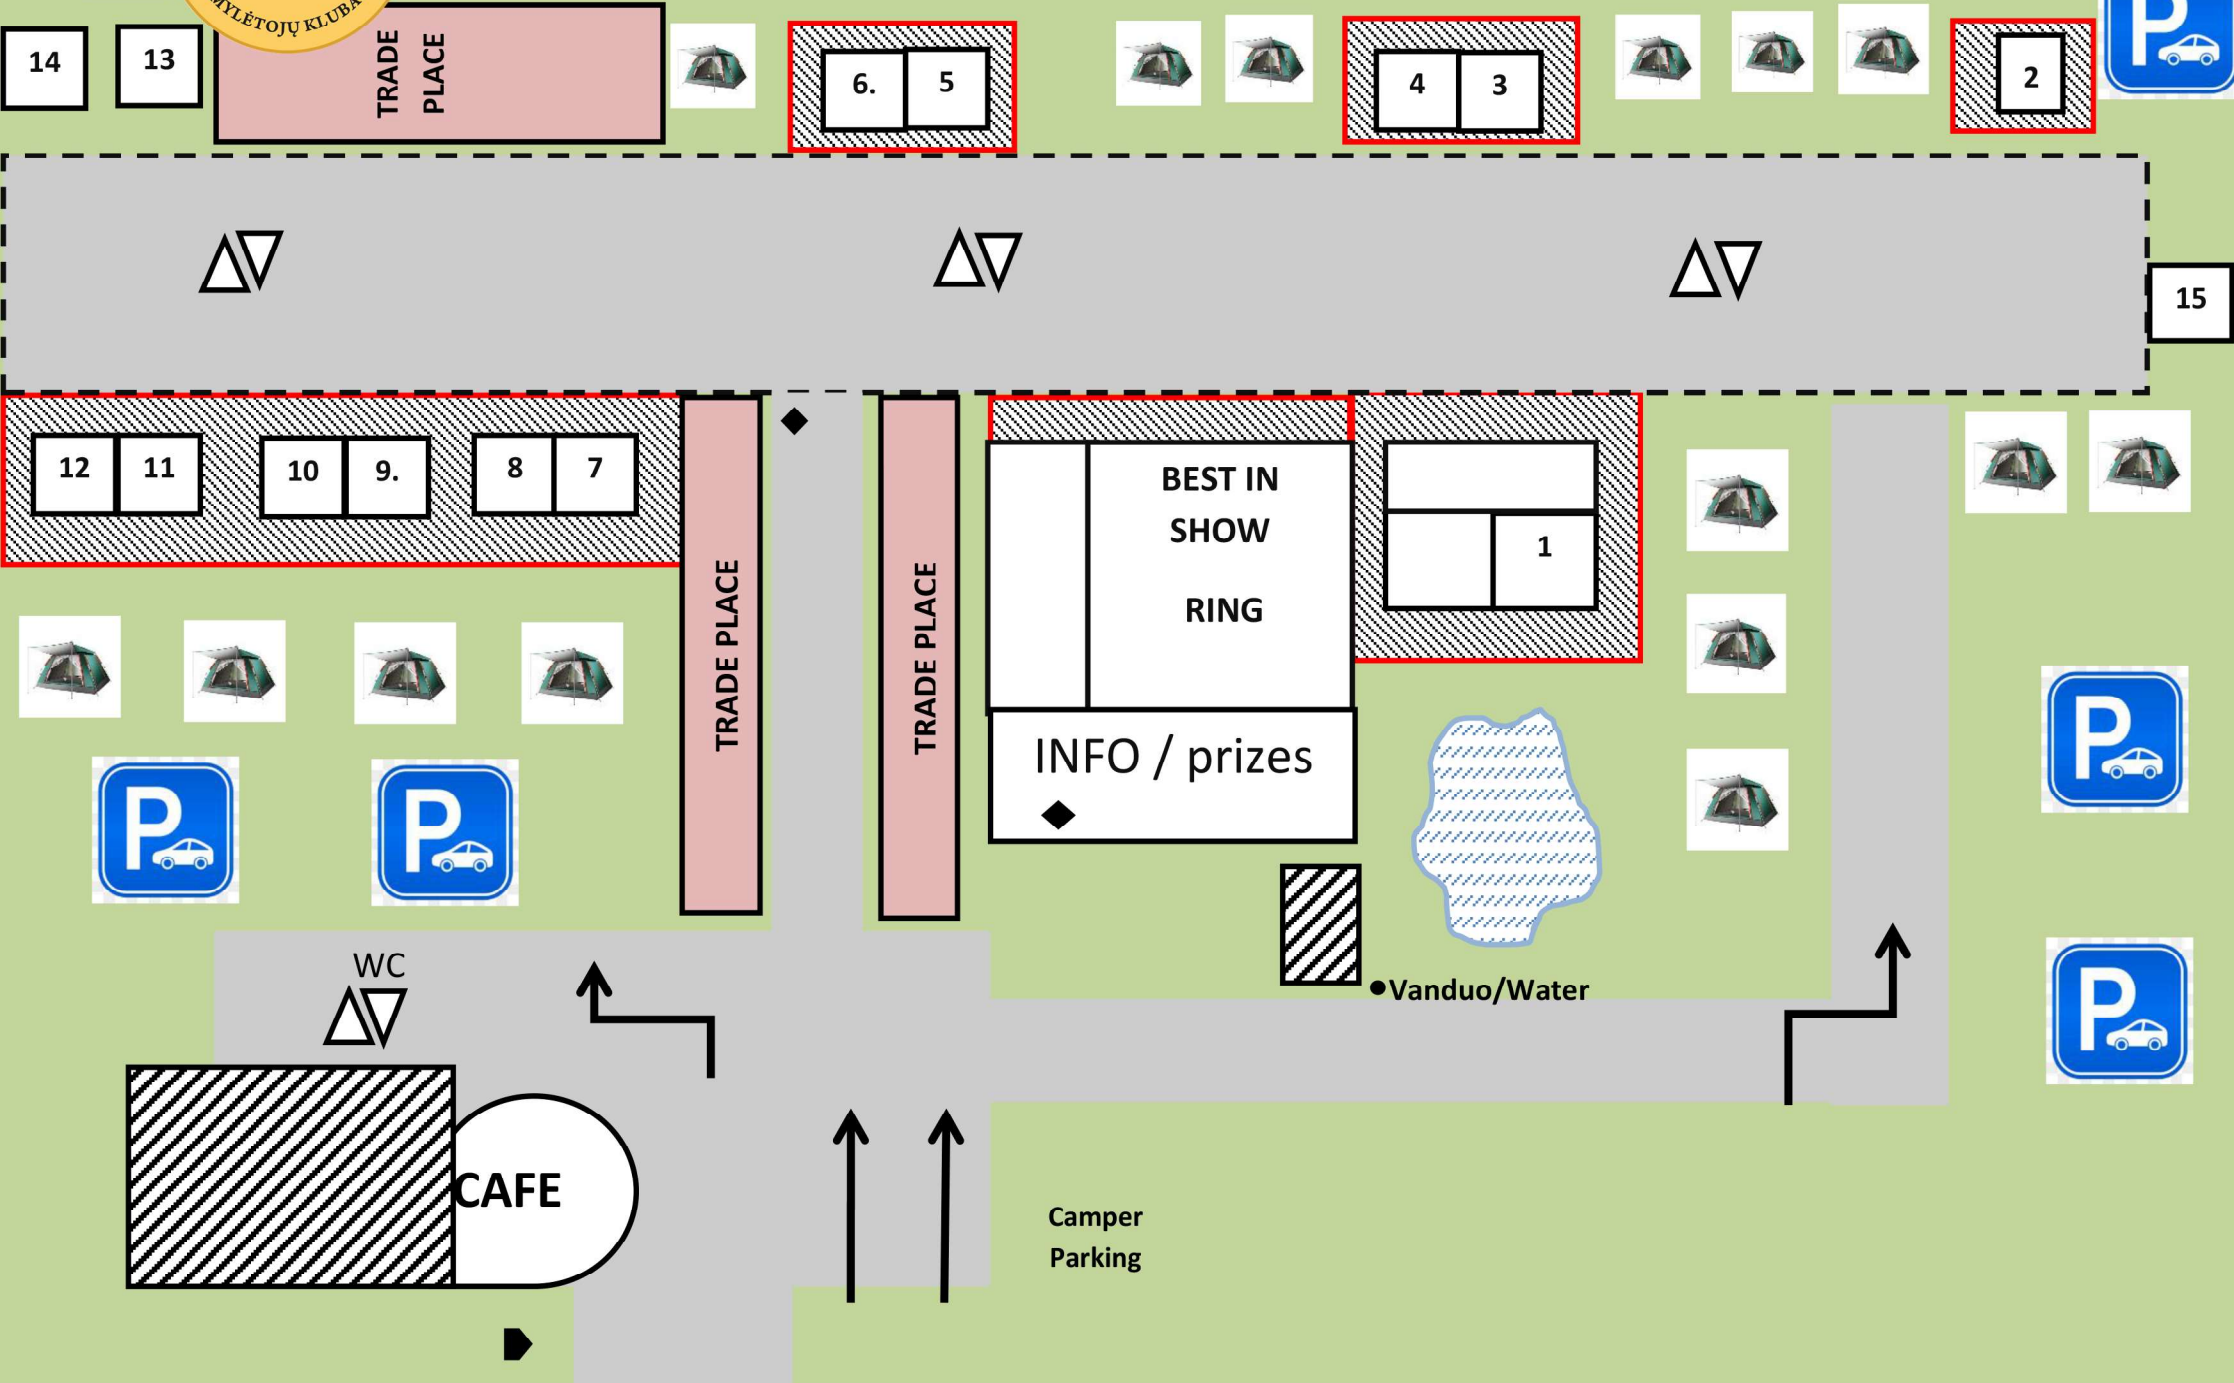 MYLĖTOJŲ KLUBA
14
13
TRADE
PLACE
6.
5
4
3
2
P
15
12
11
10
9.
8
7
TRADE PLACE
TRADE PLACE
BEST IN
SHOW
RING
1
INFO / prizes
P
P
P
P
WC
Vanduo/Water
CAFE
Camper
Parking